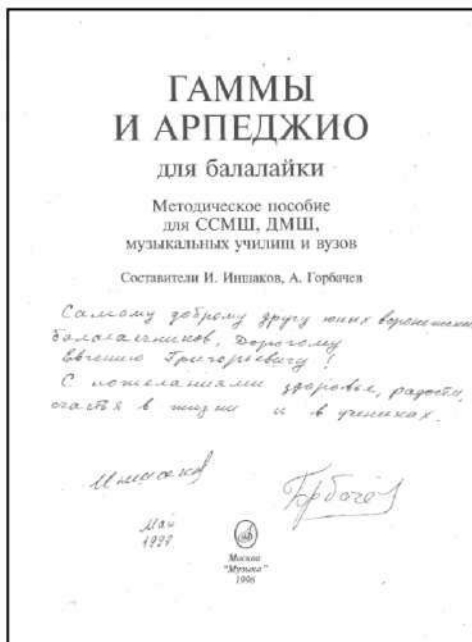 ГАММЫ
И АРПЕДЖИО
для балалайки
Методическое пособие
для ССМШ, ДМШ,
музыкальных училищ и вузов
Составители И. Иншаков, А. Горбачев
Самому доброму другу юных воронежских
балалаечников, Дорогому
Евгению Григорьевичу!
С пожеланиями здоровья, радости,
счастья в жизни и в учениках.
Иншаков
Горбачев
Май
Москва
"Музыка"
1996